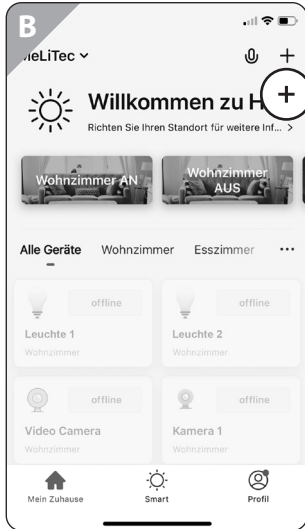 B
MeLiTec
Willkommen zu H
Richten Sie Ihren Standort für weitere Inf... >
Wohnzimmer AN
Wohnzimmer AUS
Alle Geräte Wohnzimmer Esszimmer ...
offline offline
Leuchte 1 Leuchte 2
Wohnzimmer Wohnzimmer
offline offline
Video Camera Kamera 1
Wohnzimmer Wohnzimmer
Mein Zuhause Smart Profil